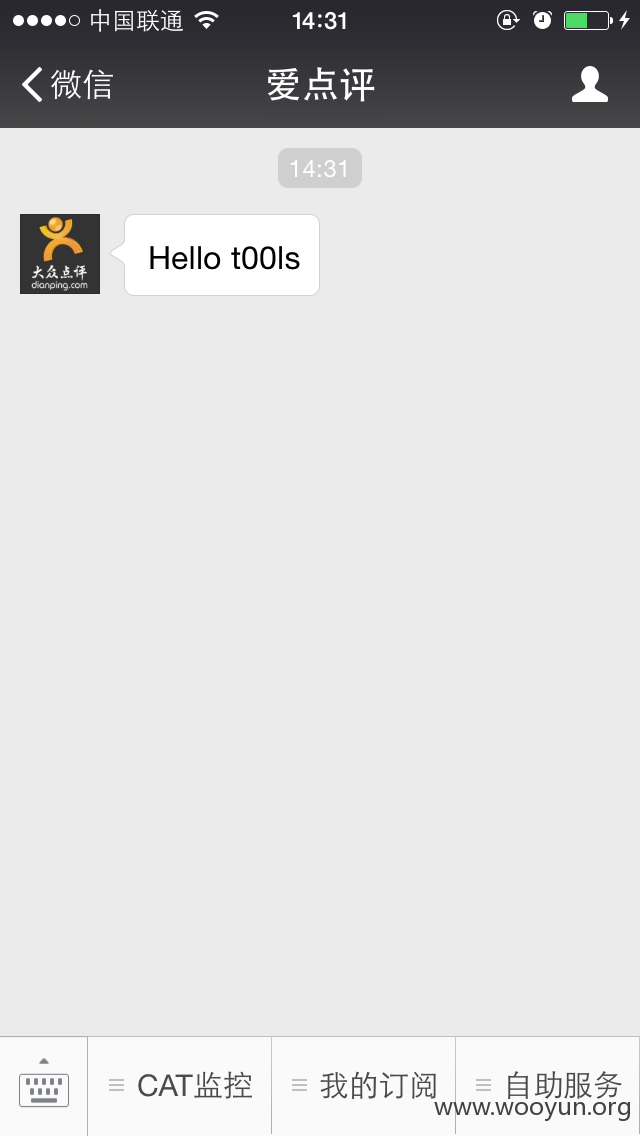 中国联通 14:31
微信 爱点评
14:31
大众点评
dianping.com
Hello t00ls
CAT监控 我的订阅 自助服务
www.wooyun.org